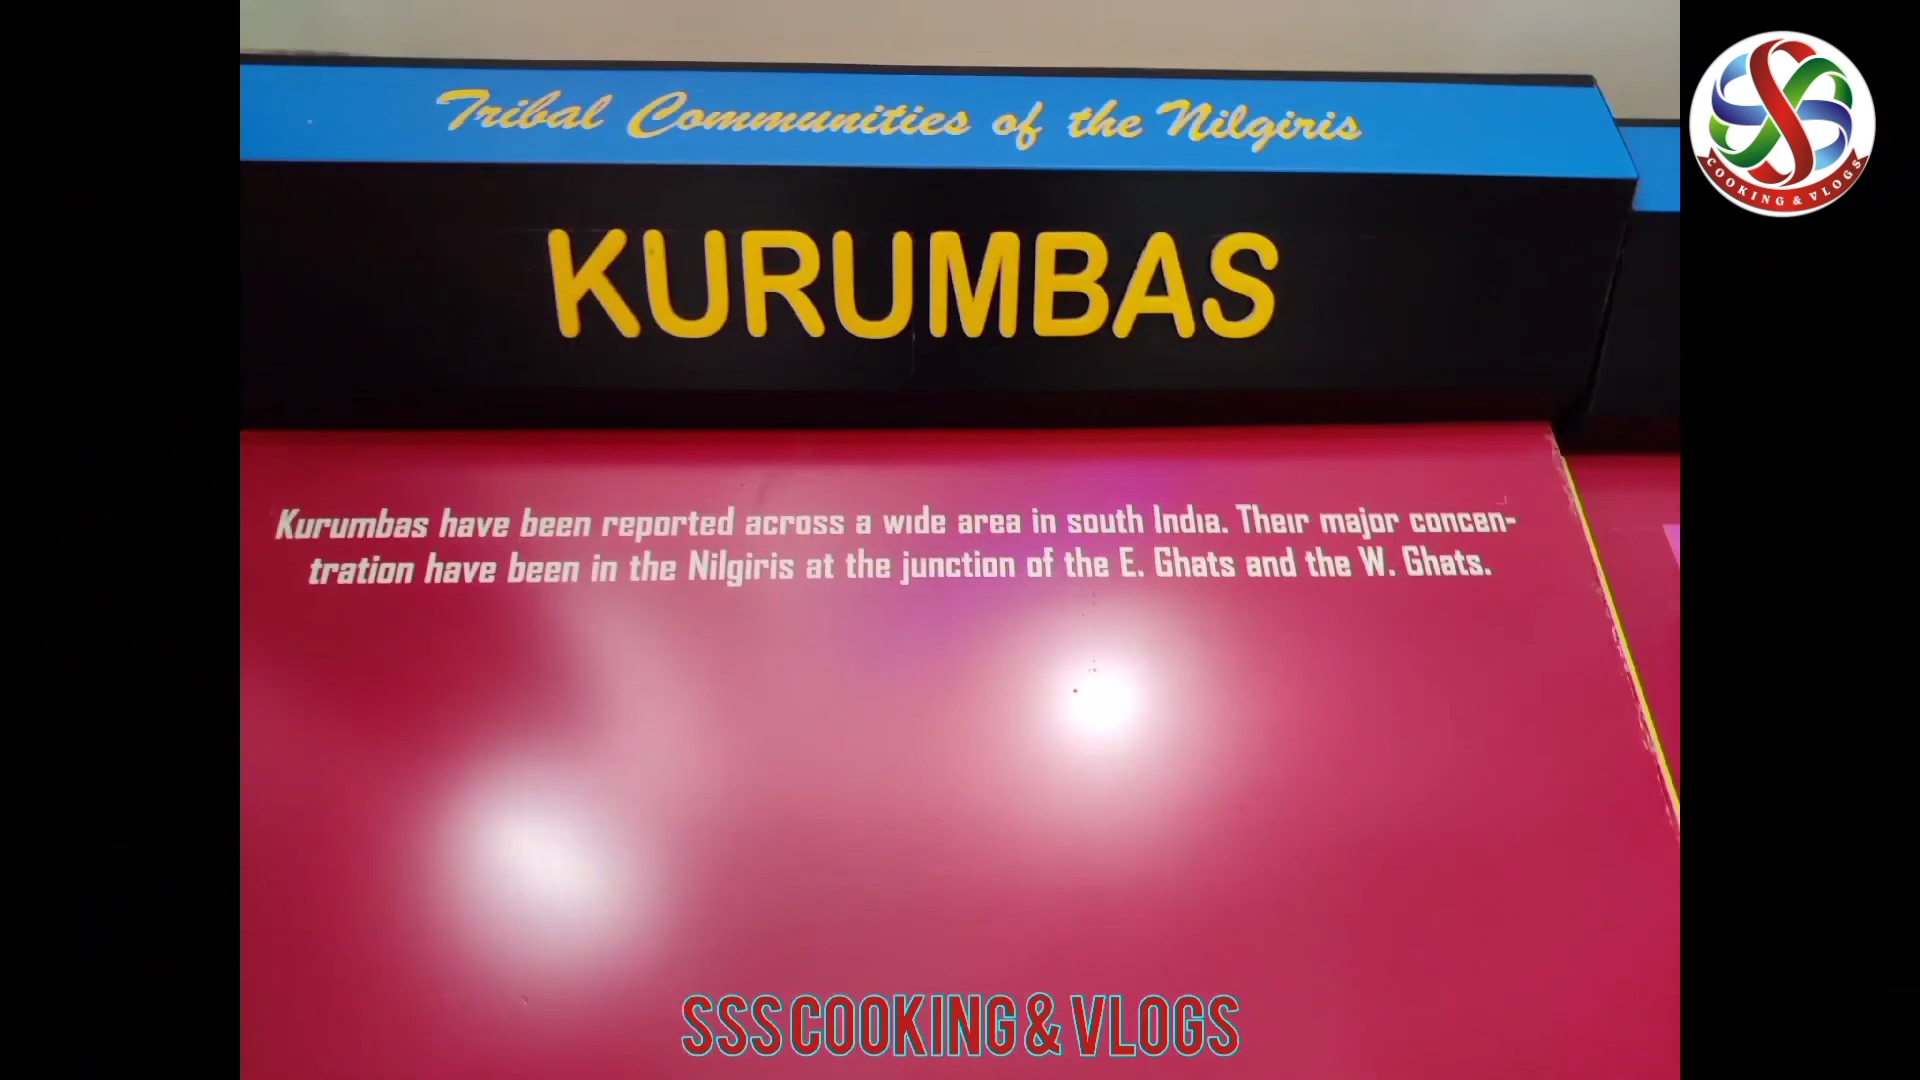 Tribal Communities of the Nilgiris
KURUMBAS
Kurumbas have been reported across a wide area in south India. Their major concen-
tration have been in the Nilgiris at the junction of the E. Ghats and the W. Ghats.
COOKING & VLOGS
SSS COOKING & VLOGS